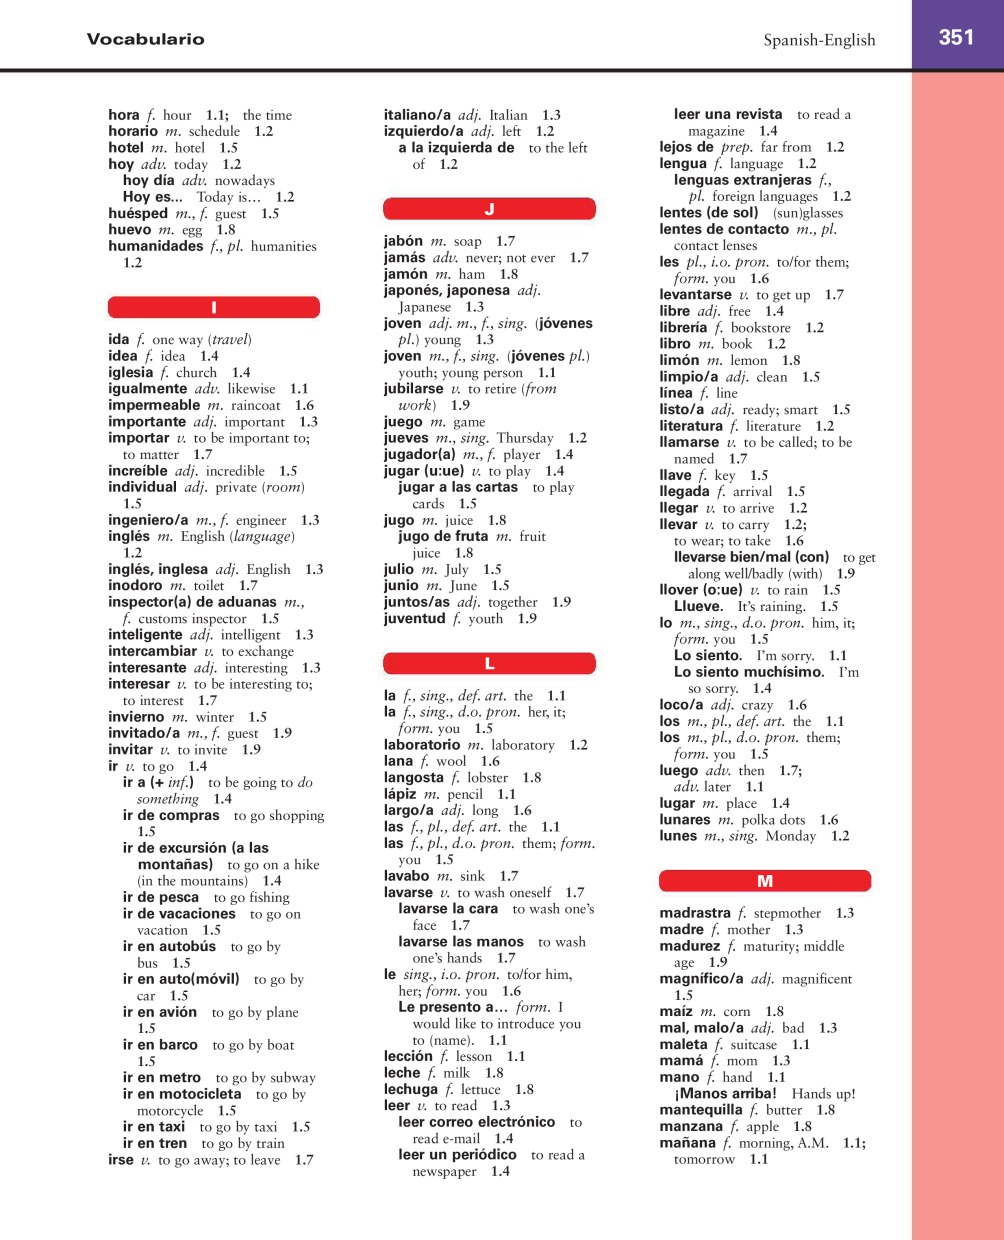 Vocabulario
Spanish-English
351
hora f. hour 1.1; the time
horario m. schedule 1.2
hotel m. hotel 1.5
hoy adv. today 1.2
hoy día adv. nowadays
Hoy es... Today is… 1.2
huésped m., f. guest 1.5
huevo m. egg 1.8
humanidades f., pl. humanities
1.2
I
ida f. one way (travel)
idea f. idea 1.4
iglesia f. church 1.4
igualmente adv. likewise 1.1
impermeable m. raincoat 1.6
importante adj. important 1.3
importar v. to be important to;
to matter 1.7
increíble adj. incredible 1.5
individual adj. private (room)
1.5
ingeniero/a m., f. engineer 1.3
inglés m. English (language)
1.2
inglés, inglesa adj. English 1.3
inodoro m. toilet 1.7
inspector(a) de aduanas m.,
f. customs inspector 1.5
inteligente adj. intelligent 1.3
intercambiar v. to exchange
interesante adj. interesting 1.3
interesar v. to be interesting to;
to interest 1.7
invierno m. winter 1.5
invitado/a m., f. guest 1.9
invitar v. to invite 1.9
ir v. to go 1.4
ir a (+ inf.) to be going to do
something 1.4
ir de compras to go shopping
1.5
ir de excursión (a las
montañas) to go on a hike
(in the mountains) 1.4
ir de pesca to go fishing
ir de vacaciones to go on
vacation 1.5
ir en autobús to go by
bus 1.5
ir en auto(móvil) to go by
car 1.5
ir en avión to go by plane
1.5
ir en barco to go by boat
1.5
ir en metro to go by subway
ir en motocicleta to go by
motorcycle 1.5
ir en taxi to go by taxi 1.5
ir en tren to go by train
irse v. to go away; to leave 1.7
italiano/a adj. Italian 1.3
izquierdo/a adj. left 1.2
a la izquierda de to the left
of 1.2
J
jabón m. soap 1.7
jamás adv. never; not ever 1.7
jamón m. ham 1.8
japonés, japonesa adj.
Japanese 1.3
joven adj. m., f., sing. (jóvenes
pl.) young 1.3
joven m., f., sing. (jóvenes pl.)
youth; young person 1.1
jubilarse v. to retire (from
work) 1.9
juego m. game
jueves m., sing. Thursday 1.2
jugador(a) m., f. player 1.4
jugar (u:ue) v. to play 1.4
jugar a las cartas to play
cards 1.5
jugo m. juice 1.8
jugo de fruta m. fruit
juice 1.8
julio m. July 1.5
junio m. June 1.5
juntos/as adj. together 1.9
juventud f. youth 1.9
L
la f., sing., def. art. the 1.1
la f., sing., d.o. pron. her, it;
form. you 1.5
laboratorio m. laboratory 1.2
lana f. wool 1.6
langosta f. lobster 1.8
lápiz m. pencil 1.1
largo/a adj. long 1.6
las f., pl., def. art. the 1.1
las f., pl., d.o. pron. them; form.
you 1.5
lavabo m. sink 1.7
lavarse v. to wash oneself 1.7
lavarse la cara to wash one’s
face 1.7
lavarse las manos to wash
one’s hands 1.7
le sing., i.o. pron. to/for him,
her; form. you 1.6
Le presento a… form. I
would like to introduce you
to (name). 1.1
lección f. lesson 1.1
leche f. milk 1.8
lechuga f. lettuce 1.8
leer v. to read 1.3
leer correo electrónico to
read e-mail 1.4
leer un periódico to read a
newspaper 1.4
leer una revista to read a
magazine 1.4
lejos de prep. far from 1.2
lengua f. language 1.2
lenguas extranjeras f.,
pl. foreign languages 1.2
lentes (de sol) (sun)glasses
lentes de contacto m., pl.
contact lenses
les pl., i.o. pron. to/for them;
form. you 1.6
levantarse v. to get up 1.7
libre adj. free 1.4
librería f. bookstore 1.2
libro m. book 1.2
limón m. lemon 1.8
limpio/a adj. clean 1.5
línea f. line
listo/a adj. ready; smart 1.5
literatura f. literature 1.2
llamarse v. to be called; to be
named 1.7
llave f. key 1.5
llegada f. arrival 1.5
llegar v. to arrive 1.2
llevar v. to carry 1.2;
to wear; to take 1.6
llevarse bien/mal (con) to get
along well/badly (with) 1.9
llover (o:ue) v. to rain 1.5
Llueve. It’s raining. 1.5
lo m., sing., d.o. pron. him, it;
form. you 1.5
Lo siento. I’m sorry. 1.1
Lo siento muchísimo. I’m
so sorry. 1.4
loco/a adj. crazy 1.6
los m., pl., def. art. the 1.1
los m., pl., d.o. pron. them;
form. you 1.5
luego adv. then 1.7;
adv. later 1.1
lugar m. place 1.4
lunares m. polka dots 1.6
lunes m., sing. Monday 1.2
M
madrastra f. stepmother 1.3
madre f. mother 1.3
madurez f. maturity; middle
age 1.9
magnífico/a adj. magnificent
1.5
maíz m. corn 1.8
mal, malo/a adj. bad 1.3
maleta f. suitcase 1.1
mamá f. mom 1.3
mano f. hand 1.1
¡Manos arriba! Hands up!
mantequilla f. butter 1.8
manzana f. apple 1.8
mañana f. morning, A.M. 1.1;
tomorrow 1.1